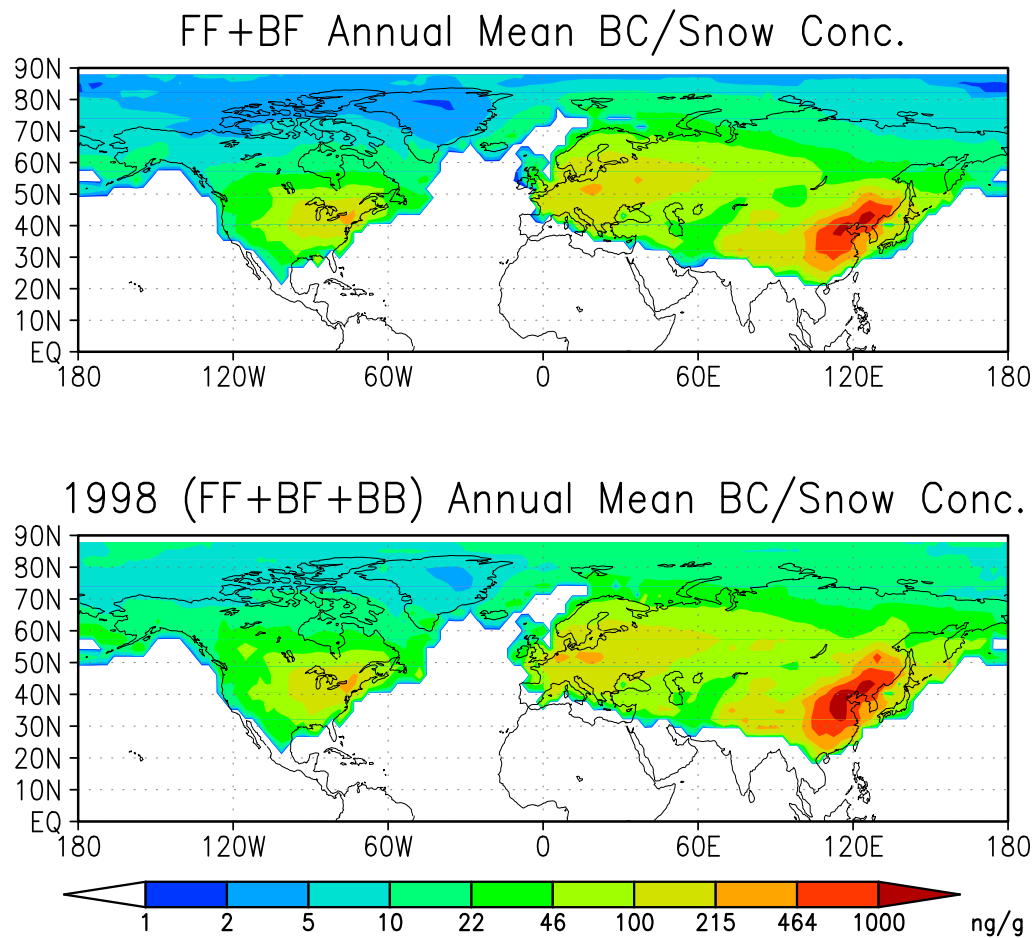 FF+BF Annual Mean BC/Snow Conc.
90N
80N
70N
60N
50N
40N
30N
20N
10N
EQ
180 120W 60W 0 60E 120E 180
1998 (FF+BF+BB) Annual Mean BC/Snow Conc.
90N
80N
70N
60N
50N
40N
30N
20N
10N
EQ
180 120W 60W 0 60E 120E 180
1 2 5 10 22 46 100 215 464 1000 ng/g